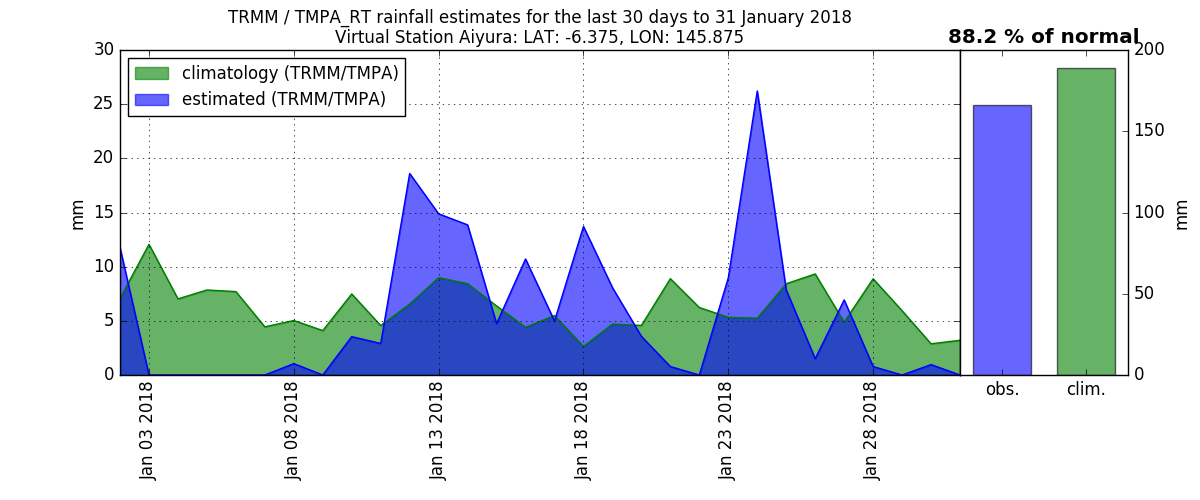 TRMM / TMPA_RT rainfall estimates for the last 30 days to 31 January 2018
Virtual Station Aiyura: LAT: -6.375, LON: 145.875
88.2 % of normal
climatology (TRMM/TMPA)
estimated (TRMM/TMPA)
30
25
20
15
10
5
0
mm
Jan 03 2018
Jan 08 2018
Jan 13 2018
Jan 18 2018
Jan 23 2018
Jan 28 2018
200
150
100
50
0
mm
obs.
clim.